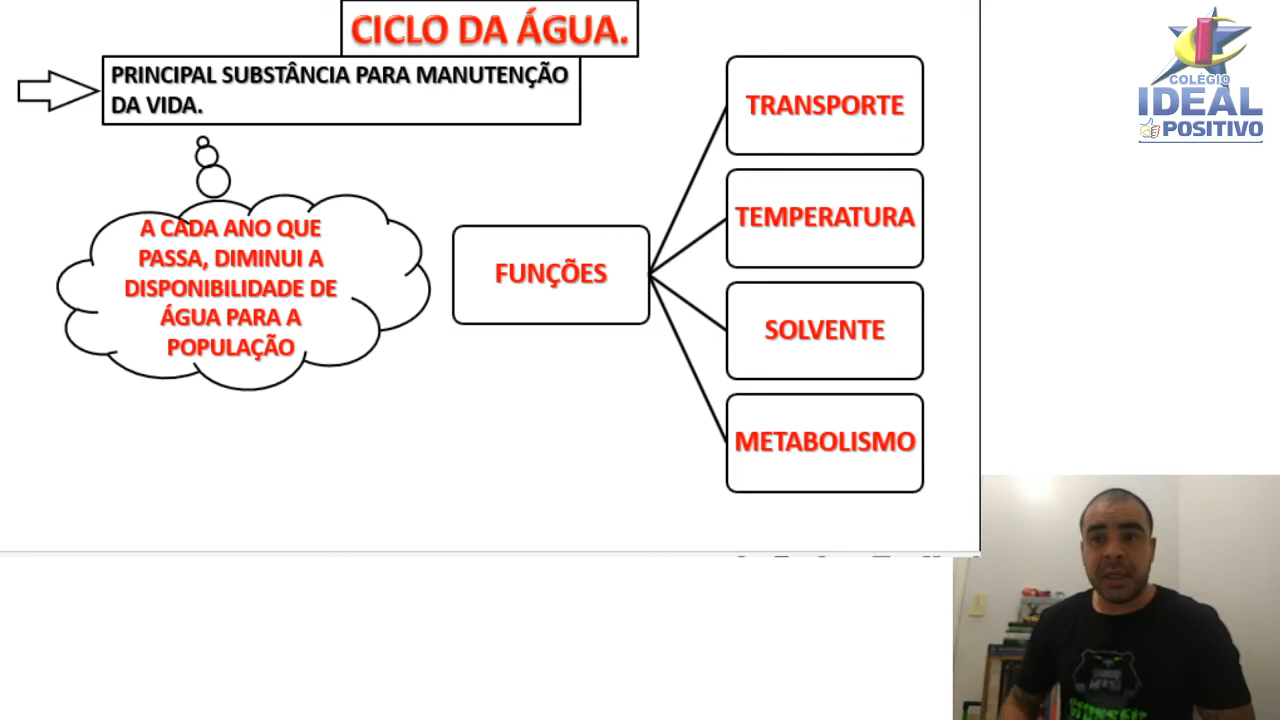 CICLO DA ÁGUA.
PRINCIPAL SUBSTÂNCIA PARA MANUTENÇÃO
DA VIDA.
A CADA ANO QUE
PASSA, DIMINUI A
DISPONIBILIDADE DE
ÁGUA PARA A
POPULAÇÃO
FUNÇÕES
TRANSPORTE
TEMPERATURA
SOLVENTE
METABOLISMO
COLÉGIO
IDEAL
POSITIVO